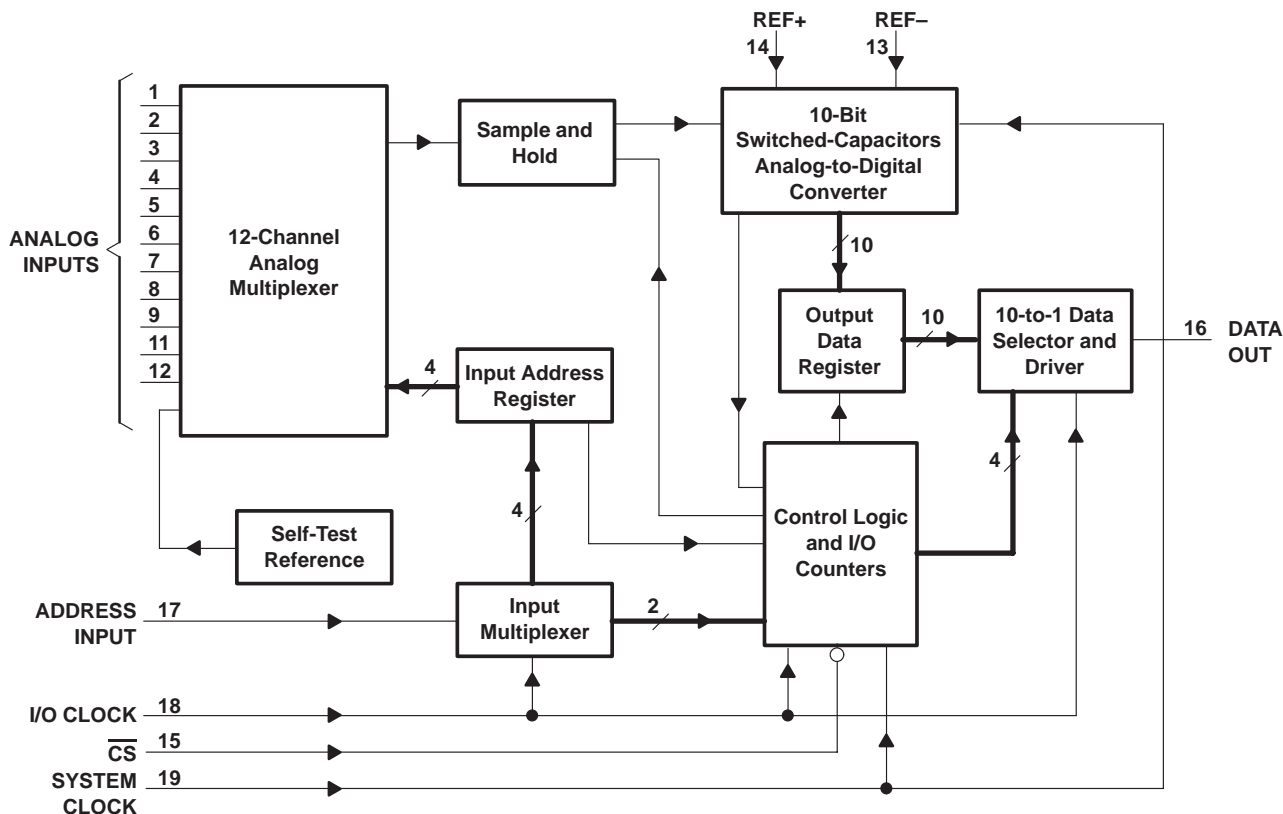 REF+
REF–
14
13
1
2
3
4
5
6
7
8
9
11
12
ANALOG
INPUTS
12-Channel
Analog
Multiplexer
Sample and
Hold
10-Bit
Switched-Capacitors
Analog-to-Digital
Converter
10
Output
Data
Register
10
10-to-1 Data
Selector and
Driver
16
DATA
OUT
4
Input Address
Register
4
4
Self-Test
Reference
Control Logic
and I/O
Counters
ADDRESS
INPUT
17
Input
Multiplexer
2
I/O CLOCK
18
C̅S̅
15
SYSTEM
CLOCK
19